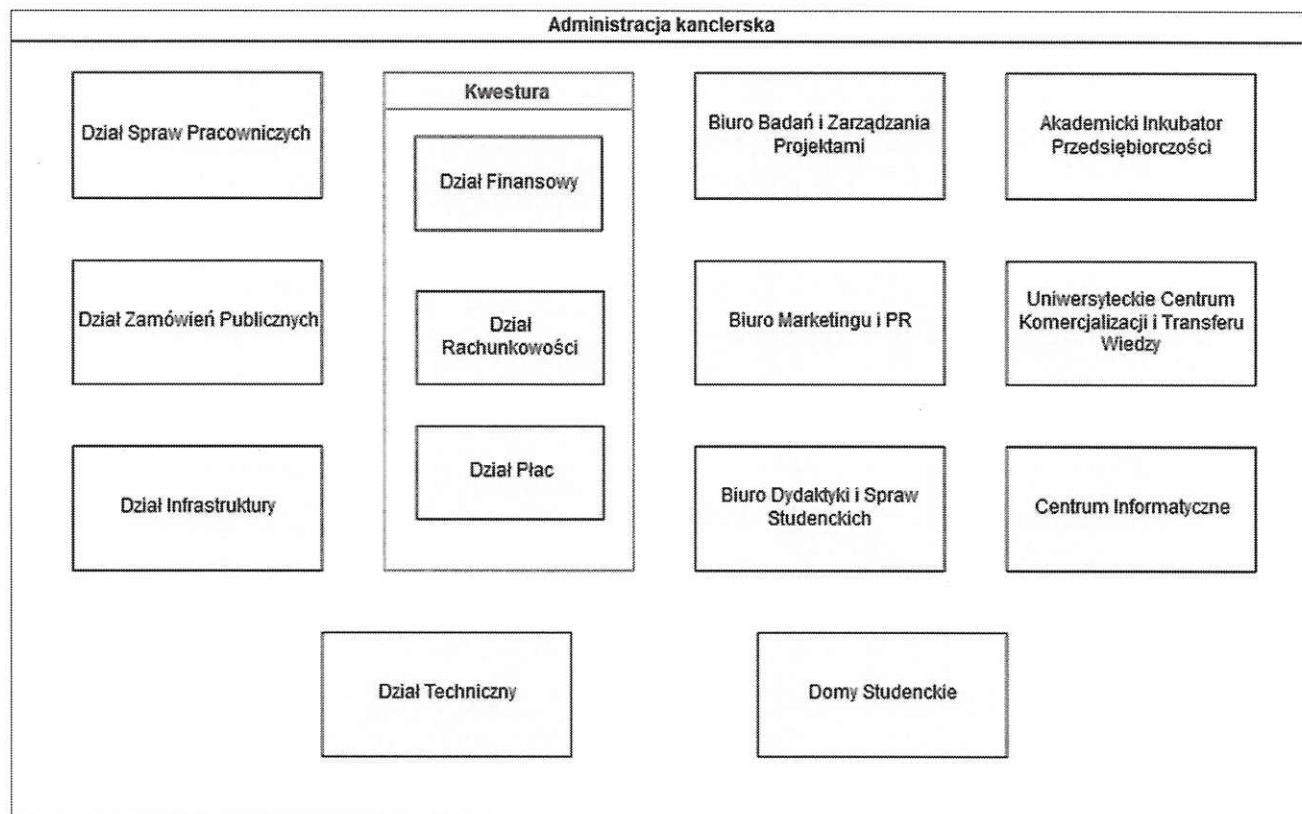 Administracja kanclerska
Dział Spraw Pracowniczych
Kwestura
Biuro Badań i Zarządzania
Projektami
Akademicki Inkubator
Przedsiębiorczości
Dział Finansowy
Dział Zamówień Publicznych
Dział
Rachunkowości
Biuro Marketingu i PR
Uniwersyteckie Centrum
Komercjalizacji i Transferu
Wiedzy
Dział Płac
Dział Infrastruktury
Biuro Dydaktyki i Spraw
Studenckich
Centrum Informatyczne
Dział Techniczny
Domy Studenckie